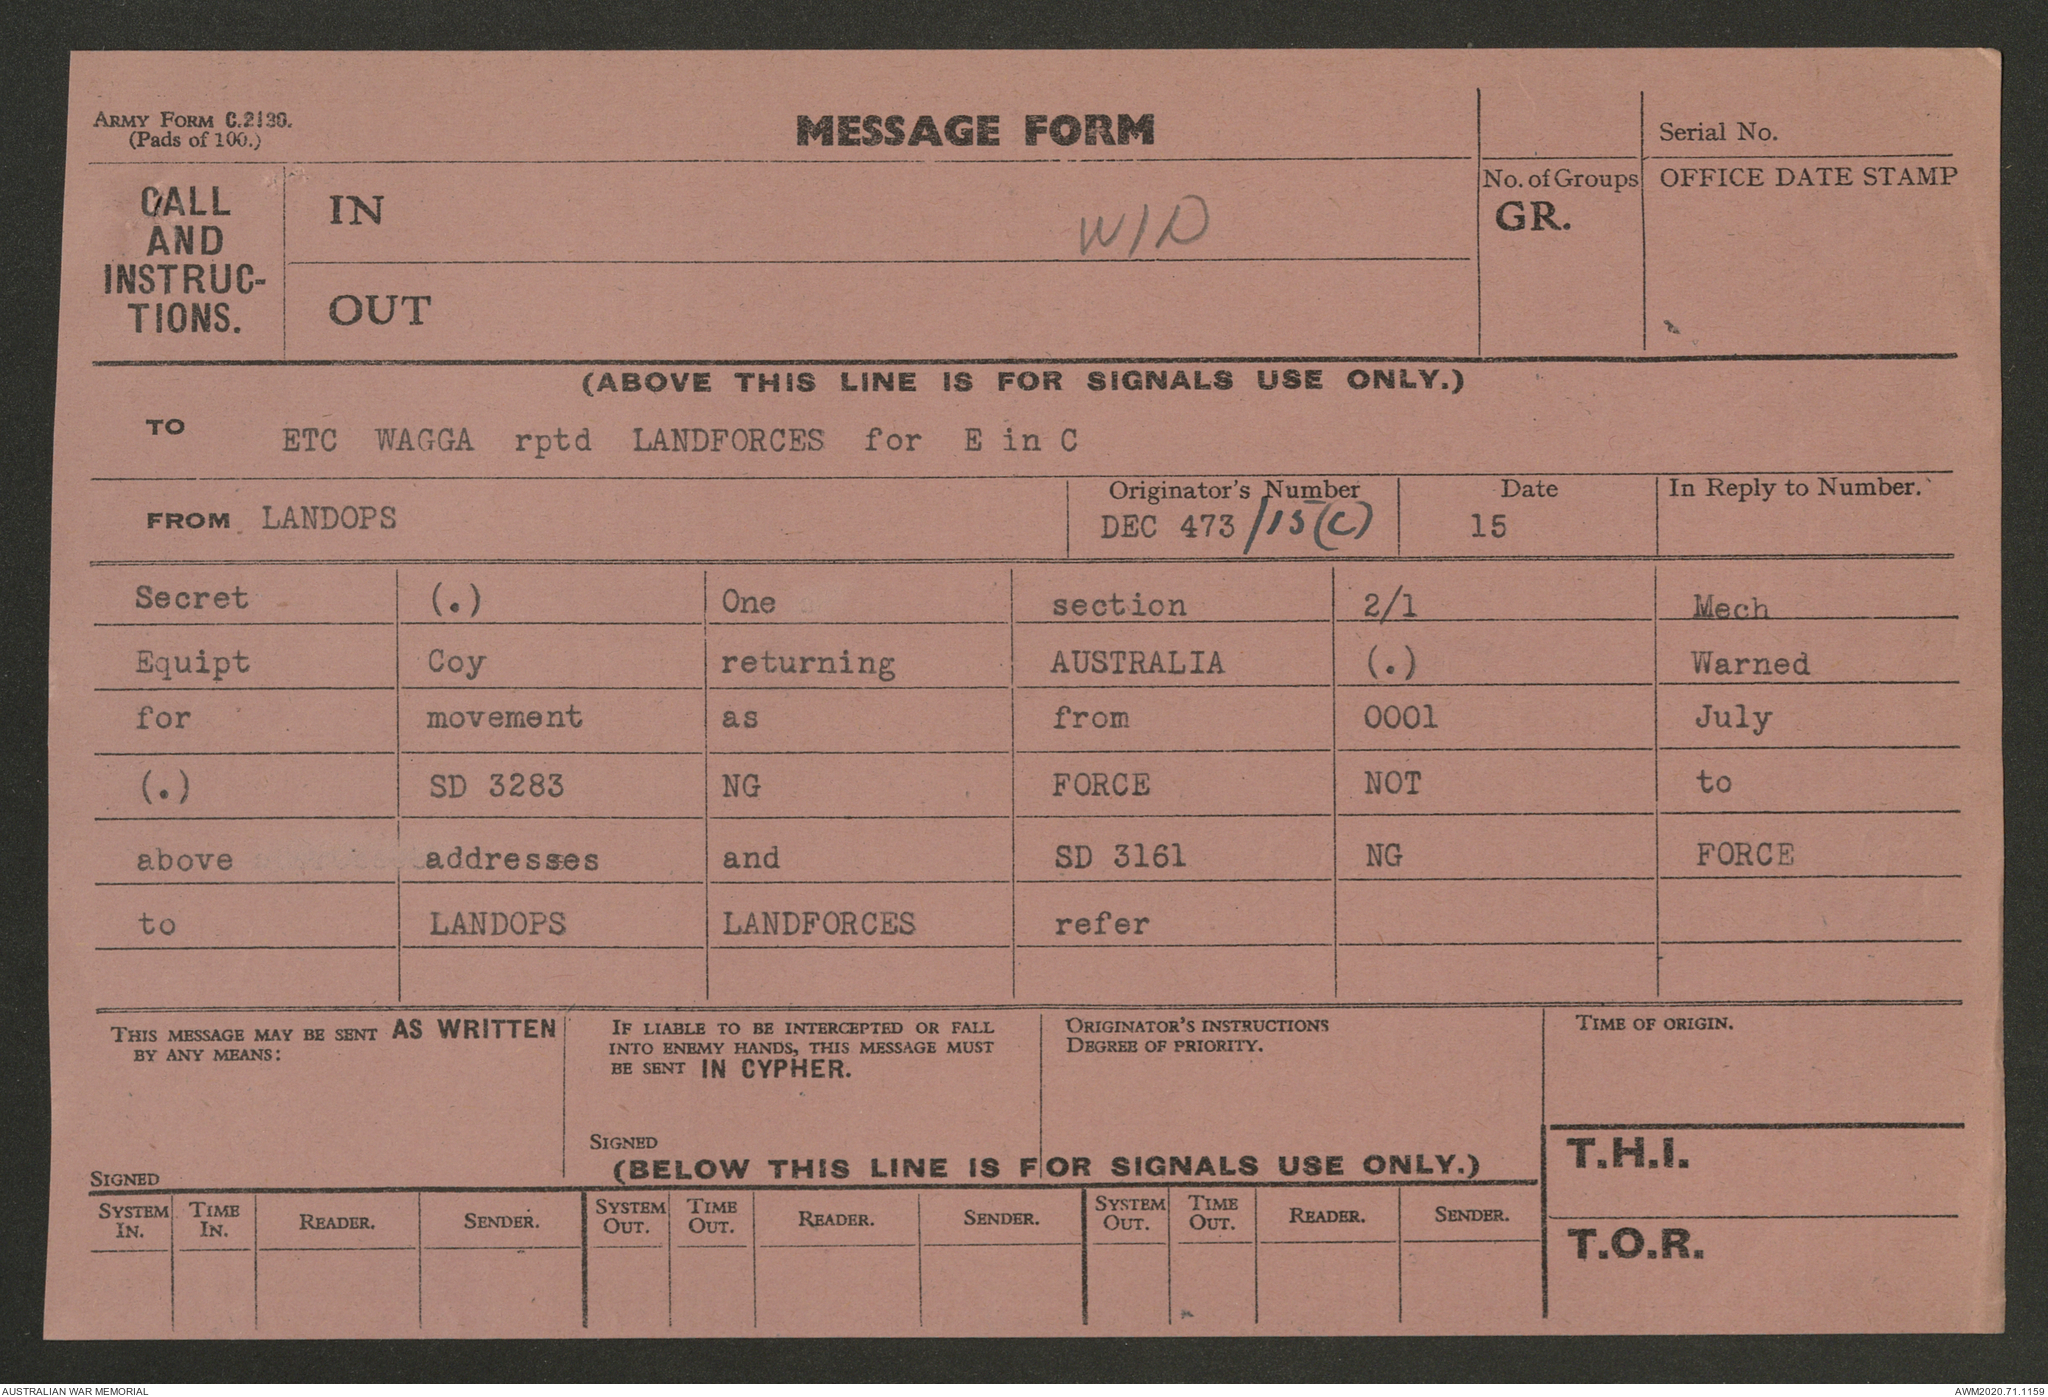 ARMY FORM C.2130.
(Pads of 100.)
MESSAGE FORM
Serial No.
CALL AND INSTRUC-TIONS.
IN
W/D
No. of Groups
GR.
OFFICE DATE STAMP
OUT
(ABOVE THIS LINE IS FOR SIGNALS USE ONLY.)
TO ETC WAGGA rptd LANDFORCES for E in C
FROM LANDOPS
Originator's Number
DEC 473 /15(C)
Date
15
In Reply to Number.
Secret (.) One section 2/1 Mech
Equipt Coy returning AUSTRALIA (.) Warned
for movement as from 0001 July
(.) SD 3283 NG FORCE NOT to
above addresses and SD 3161 NG FORCE
to LANDOPS LANDFORCES refer
THIS MESSAGE MAY BE SENT AS WRITTEN
BY ANY MEANS:
SIGNED
IF LIABLE TO BE INTERCEPTED OR FALL
INTO ENEMY HANDS, THIS MESSAGE MUST
BE SENT IN CYPHER.
SIGNED
ORIGINATOR'S INSTRUCTIONS
DEGREE OF PRIORITY.
TIME OF ORIGIN.
(BELOW THIS LINE IS FOR SIGNALS USE ONLY.)
T.H.I.
SYSTEM IN. TIME IN. READER. SENDER. SYSTEM OUT. TIME OUT. READER. SENDER. SYSTEM OUT. TIME OUT. READER. SENDER.
T.O.R.
AUSTRALIAN WAR MEMORIAL
AWM2020.71.1159